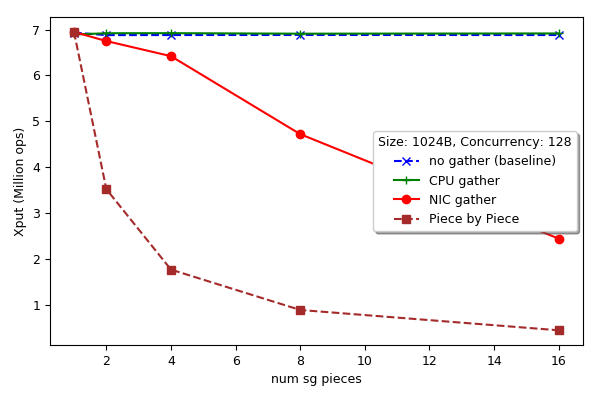 7
6
5
4
3
2
1
Xput (Million ops)
Size: 1024B, Concurrency: 128
no gather (baseline)
CPU gather
NIC gather
Piece by Piece
2 4 6 8 10 12 14 16
num sg pieces